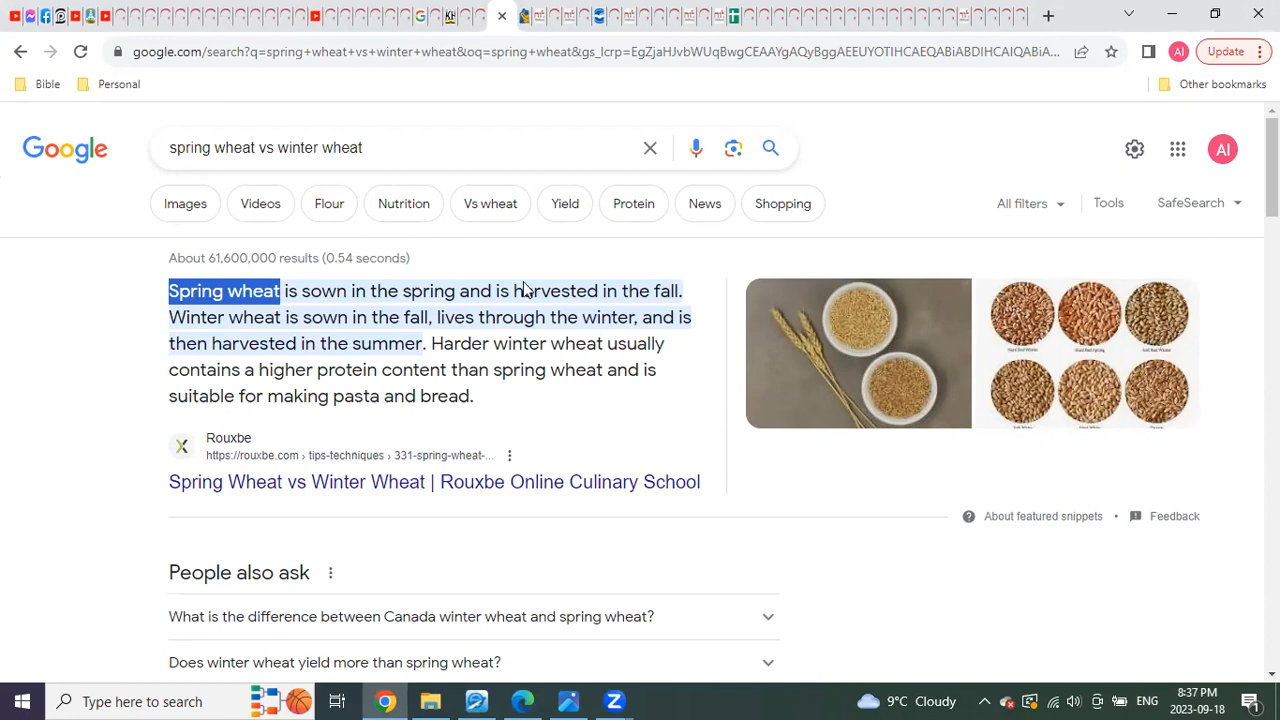 google.com/search?q=spring+wheat+vs+winter+wheat&oq=spring+wheat&gs_lcrp=EgZjaHJvbWUqBwgCEAAYgAQyBggAEEUYOTIHCAEQABiABDIHCAIQABiA...
AI
Update
Bible
Personal
Other bookmarks
Google
spring wheat vs winter wheat
AI
Images
Videos
Flour
Nutrition
Vs wheat
Yield
Protein
News
Shopping
All filters
Tools
SafeSearch
About 61,600,000 results (0.54 seconds)
Spring wheat is sown in the spring and is harvested in the fall.
Winter wheat is sown in the fall, lives through the winter, and is
then harvested in the summer. Harder winter wheat usually
contains a higher protein content than spring wheat and is
suitable for making pasta and bread.
Rouxbe
https://rouxbe.com › tips-techniques › 331-spring-wheat-...
Spring Wheat vs Winter Wheat | Rouxbe Online Culinary School
About featured snippets • Feedback
People also ask
What is the difference between Canada winter wheat and spring wheat?
Does winter wheat yield more than spring wheat?
Type here to search
9°C Cloudy
ENG
8:37 PM
2023-09-18
1